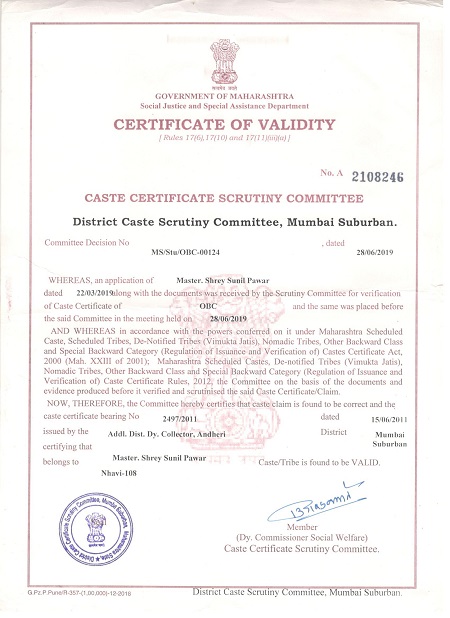 सत्यमेव जयते
GOVERNMENT OF MAHARASHTRA
Social Justice and Special Assistance Department
CERTIFICATE OF VALIDITY
[ Rules 17(6),17(10) and 17(11)(ii)(a) ]
No. A 2108246
CASTE CERTIFICATE SCRUTINY COMMITTEE
District Caste Scrutiny Committee, Mumbai Suburban.
Committee Decision No MS/Stu/OBC-00124 , dated 28/06/2019
WHEREAS, an application of Master. Shrey Sunil Pawar
dated 22/03/2019 along with the documents was received by the Scrutiny Committee for verification
of Caste Certificate of OBC and the same was placed before
the said Committee in the meeting held on 28/06/2019
AND WHEREAS in accordance with the powers conferred on it under Maharashtra Scheduled
Caste, Scheduled Tribes, De-Notified Tribes (Vimukta Jatis), Nomadic Tribes, Other Backward Class
and Special Backward Category (Regulation of Issuance and Verification of) Castes Certificate Act,
2000 (Mah. XXIII of 2001); Maharashtra Scheduled Castes, De-notified Tribes (Vimukta Jatis),
Nomadic Tribes, Other Backward Class and Special Backward Category (Regulation of Issuance and
Verification of) Caste Certificate Rules, 2012, the Committee on the basis of the documents and
evidence produced before it verified and scrutinised the said Caste Certificate/Claim.
NOW, THEREFORE, the Committee hereby certifies that caste claim is found to be correct and the
caste certificate bearing No 2497/2011 dated 15/06/2011
issued by the Addl. Dist. Dy. Collector, Andheri District Mumbai Suburban
certifying that
belongs to Master. Shrey Sunil Pawar Caste/Tribe is found to be VALID.
Nhavi-108
Member
(Dy. Commissioner Social Welfare)
Caste Certificate Scrutiny Committee.
District Caste Certificate Scrutiny Committee, Mumbai Suburban
Maharashtra State
G.Pz.P.Pune/R-357-(1,00,000)-12-2018
District Caste Scrutiny Committee, Mumbai Suburban.